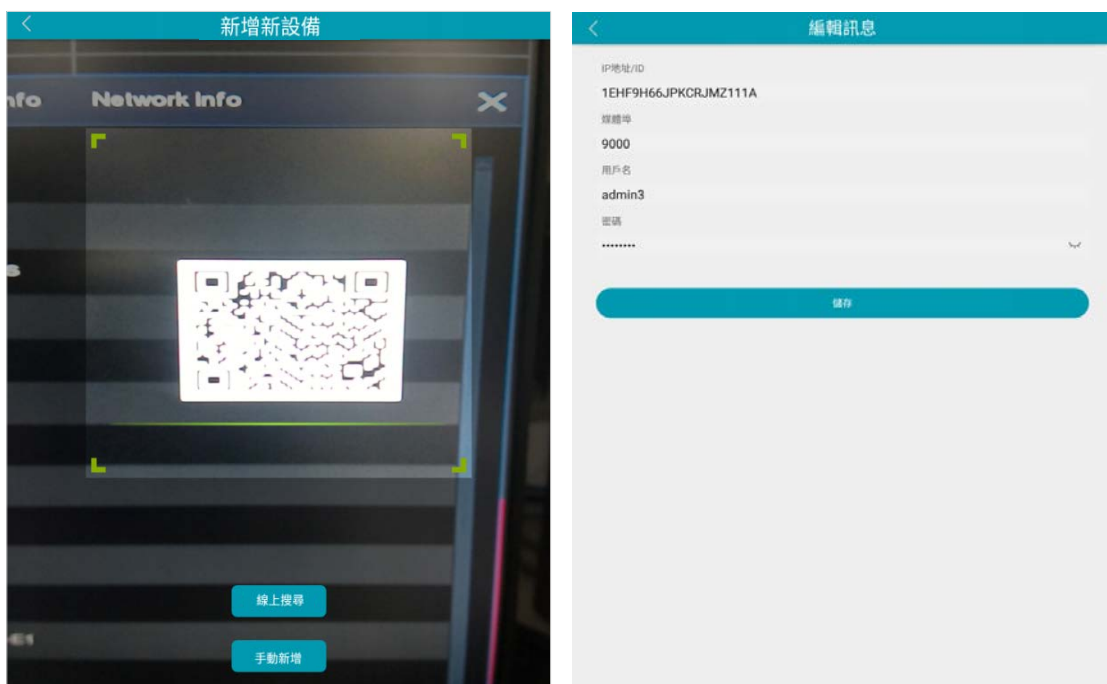 新增新設備
nfo
Network Info
s
線上搜尋
手動新增
編輯訊息
IP地址/ID
1EHF9H66JPKCRJMZ111A
媒體埠
9000
用戶名
admin3
密碼
••••••••
儲存